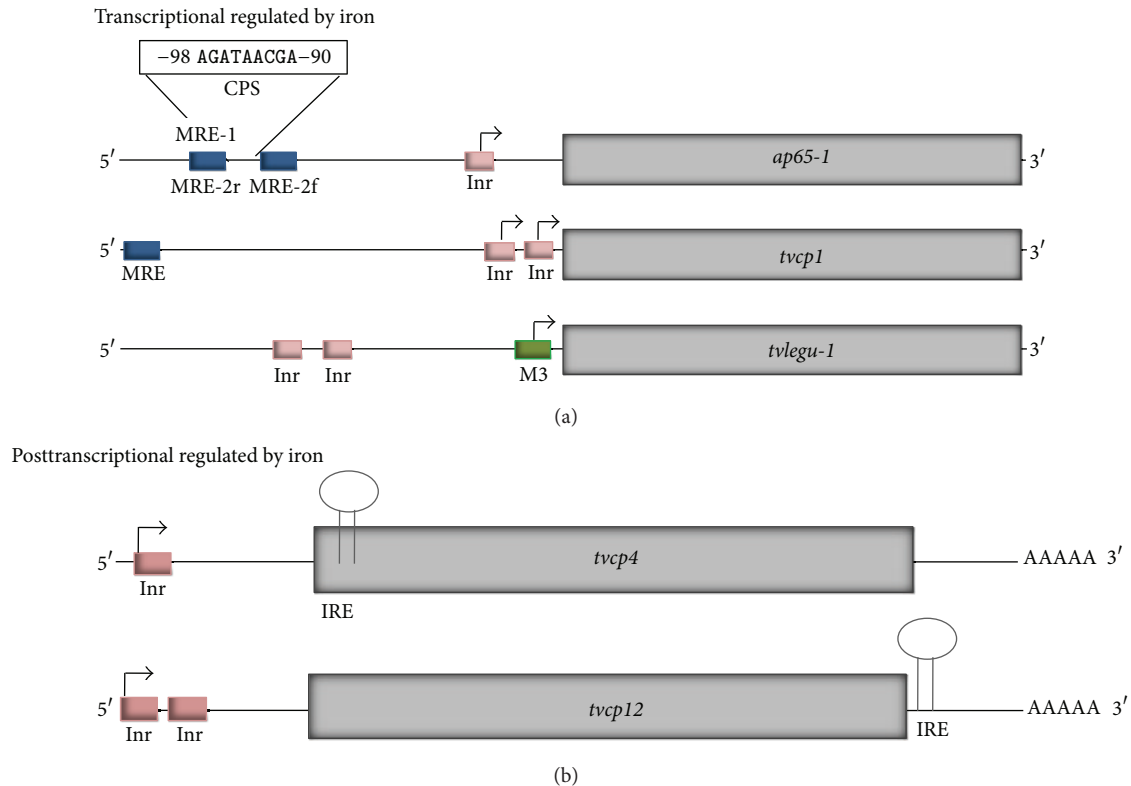 Transcriptional regulated by iron
−98 AGATAACGA−90
CPS
MRE-1
5′ ap65-1 3′
MRE-2r MRE-2f Inr
5′ tvcp1 3′
MRE Inr Inr
5′ tvlegu-1 3′
Inr Inr M3
(a)
Posttranscriptional regulated by iron
5′ tvcp4 AAAAA 3′
Inr IRE
5′ tvcp12 AAAAA 3′
Inr Inr IRE
(b)